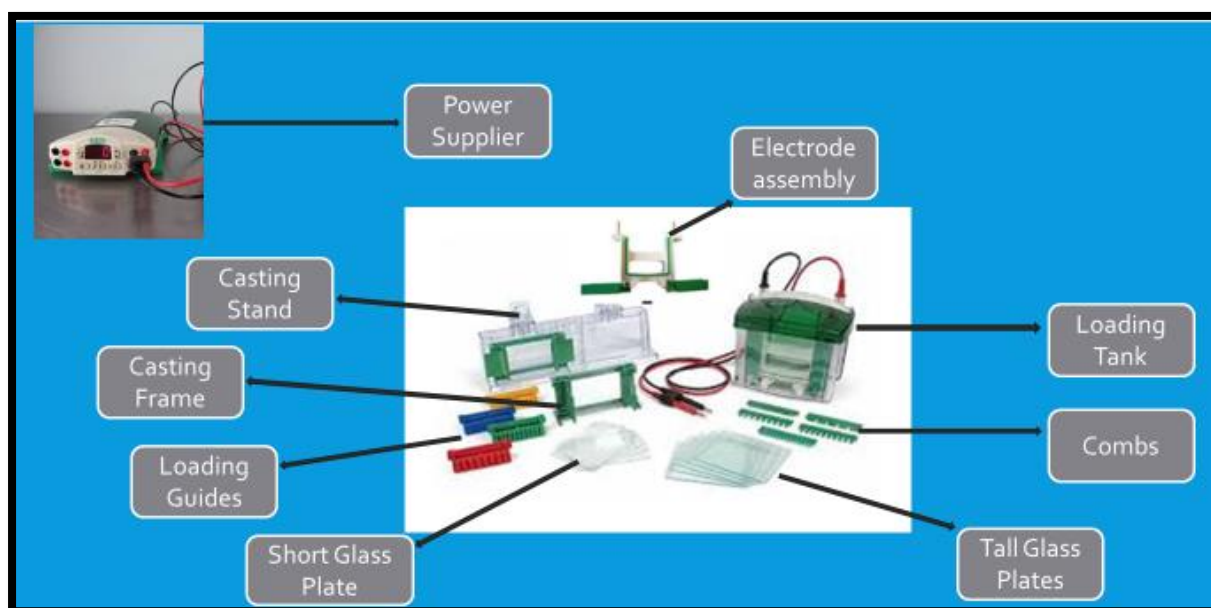 Power
Supplier
Electrode
assembly
Casting
Stand
Loading
Tank
Casting
Frame
Combs
Loading
Guides
Short Glass
Plate
Tall Glass
Plates